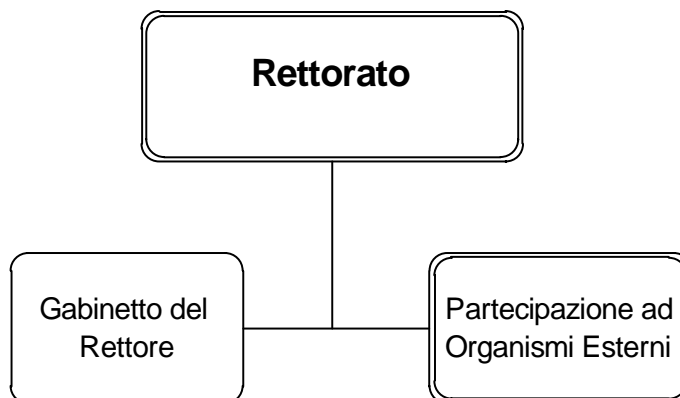 Rettorato
Gabinetto del
Rettore
Partecipazione ad
Organismi Esterni